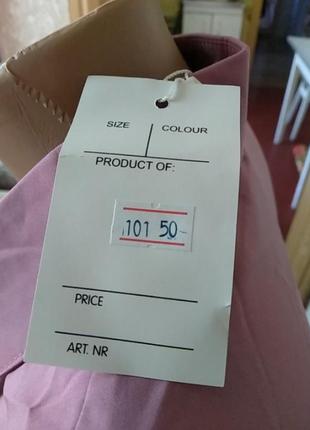 SIZE COLOUR
PRODUCT OF:
101 50-
PRICE
ART. NR